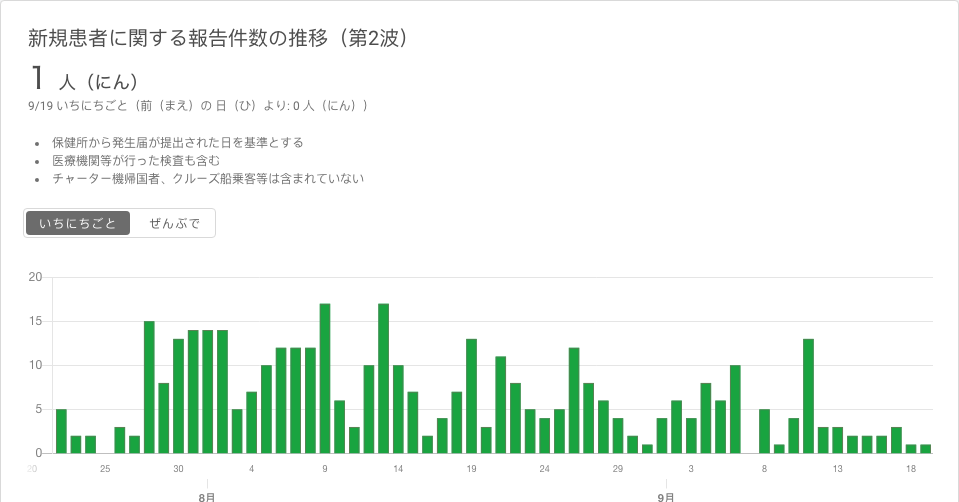 新規患者に関する報告件数の推移（第2波）
1 人（にん）
9/19 いちにちごと（前（まえ）の 日（ひ）より: 0 人（にん））
• 保健所から発生届が提出された日を基準とする
• 医療機関等が行った検査も含む
• チャーター機帰国者、クルーズ船乗客等は含まれていない
いちにちごと ぜんぶで
20
15
10
5
0
20 25 30 4 9 14 19 24 29 3 8 13 18
8月 9月